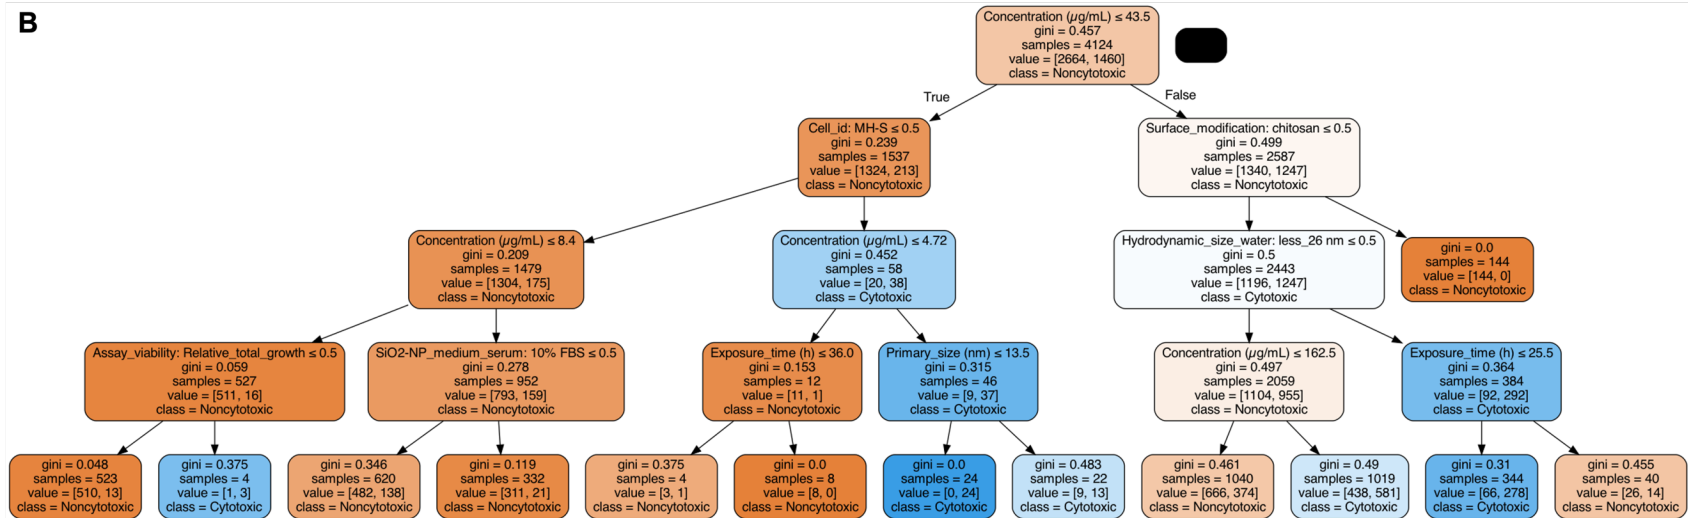 B
Concentration (µg/mL) ≤ 43.5
gini = 0.457
samples = 4124
value = [2664, 1460]
class = Noncytotoxic
True
False
Cell_id: MH-S ≤ 0.5
gini = 0.239
samples = 1537
value = [1324, 213]
class = Noncytotoxic
Surface_modification: chitosan ≤ 0.5
gini = 0.499
samples = 2587
value = [1340, 1247]
class = Noncytotoxic
Concentration (µg/mL) ≤ 8.4
gini = 0.209
samples = 1479
value = [1304, 175]
class = Noncytotoxic
Concentration (µg/mL) ≤ 4.72
gini = 0.452
samples = 58
value = [20, 38]
class = Cytotoxic
Hydrodynamic_size_water: less_26 nm ≤ 0.5
gini = 0.5
samples = 2443
value = [1196, 1247]
class = Cytotoxic
gini = 0.0
samples = 144
value = [144, 0]
class = Noncytotoxic
Assay_viability: Relative_total_growth ≤ 0.5
gini = 0.059
samples = 527
value = [511, 16]
class = Noncytotoxic
SiO2-NP_medium_serum: 10% FBS ≤ 0.5
gini = 0.278
samples = 952
value = [793, 159]
class = Noncytotoxic
Exposure_time (h) ≤ 36.0
gini = 0.153
samples = 12
value = [11, 1]
class = Noncytotoxic
Primary_size (nm) ≤ 13.5
gini = 0.315
samples = 46
value = [9, 37]
class = Cytotoxic
Concentration (µg/mL) ≤ 162.5
gini = 0.497
samples = 2059
value = [1104, 955]
class = Noncytotoxic
Exposure_time (h) ≤ 25.5
gini = 0.364
samples = 384
value = [92, 292]
class = Cytotoxic
gini = 0.048
samples = 523
value = [510, 13]
class = Noncytotoxic
gini = 0.375
samples = 4
value = [1, 3]
class = Cytotoxic
gini = 0.346
samples = 620
value = [482, 138]
class = Noncytotoxic
gini = 0.119
samples = 332
value = [311, 21]
class = Noncytotoxic
gini = 0.375
samples = 4
value = [3, 1]
class = Noncytotoxic
gini = 0.0
samples = 8
value = [8, 0]
class = Noncytotoxic
gini = 0.0
samples = 24
value = [0, 24]
class = Cytotoxic
gini = 0.483
samples = 22
value = [9, 13]
class = Cytotoxic
gini = 0.461
samples = 1040
value = [666, 374]
class = Noncytotoxic
gini = 0.49
samples = 1019
value = [438, 581]
class = Cytotoxic
gini = 0.31
samples = 344
value = [66, 278]
class = Cytotoxic
gini = 0.455
samples = 40
value = [26, 14]
class = Noncytotoxic